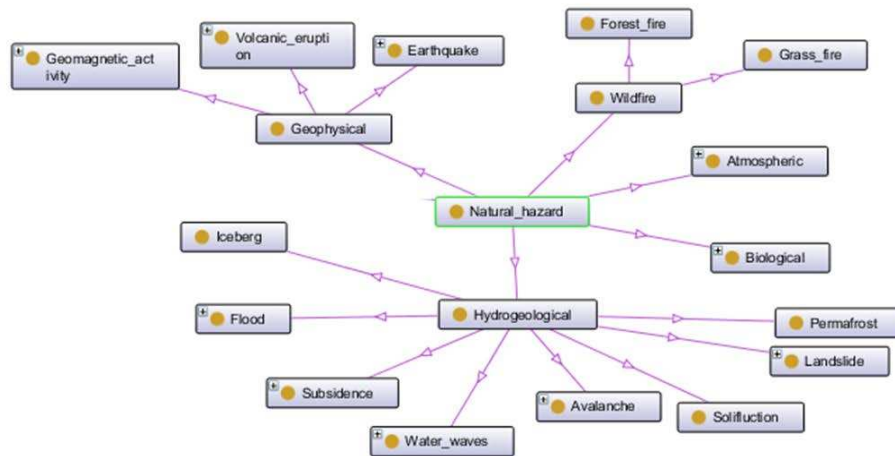 Forest_fire
Volcanic_erupti
on
Earthquake
Geomagnetic_act
ivity
Grass_fire
Wildfire
Geophysical
Atmospheric
Natural_hazard
Iceberg
Biological
Hydrogeological
Flood
Permafrost
Landslide
Subsidence
Avalanche
Solifluction
Water_waves